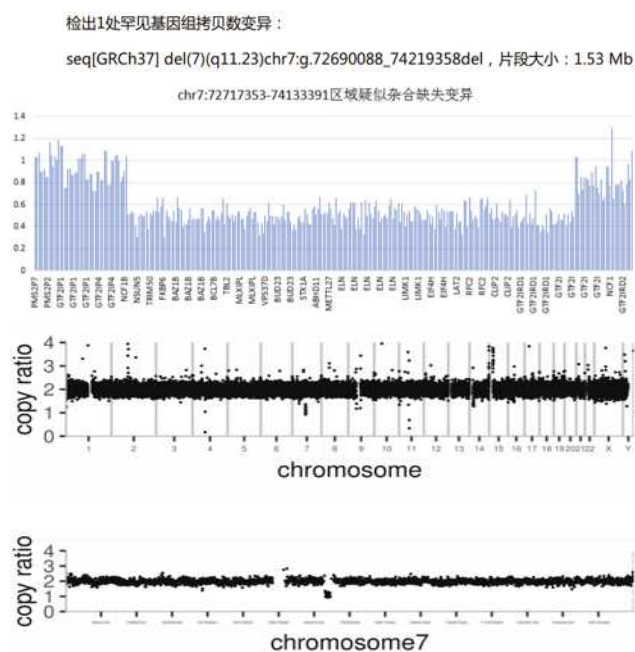 检出1处罕见基因组拷贝数变异：
seq[GRCh37] del(7)(q11.23)chr7:g.72690088_74219358del，片段大小：1.53 Mb
chr7:72717353-74133391区域疑似杂合缺失变异
1.4
1.2
1
0.8
0.6
0.4
0.2
0
PMS2P7 PMS2P2 GTF2IP1 GTF2IP1 GTF2IP1 GTF2IP4 GTF2IP4 NCF1B NSUN5 TRIM50 FKBP6 BAZ1B BAZ1B BAZ1B BCL7B TBL2 MLXIPL MLXIPL VPS37D BUD23 BUD23 STX1A ABHD11 METTL27 ELN ELN ELN ELN ELN LIMK1 LIMK1 EIF4H EIF4H LAT2 RFC2 RFC2 CLIP2 CLIP2 GTF2IRD1 GTF2IRD1 GTF2IRD1 GTF2I GTF2I GTF2I GTF2I NCF1 GTF2IRD2
copy ratio
4
3
2
1
0
1 2 3 4 5 6 7 8 9 10 11 12 13 14 15 16 17 18 19 202122 X Y
chromosome
copy ratio
4
3
2
1
0
chromosome7